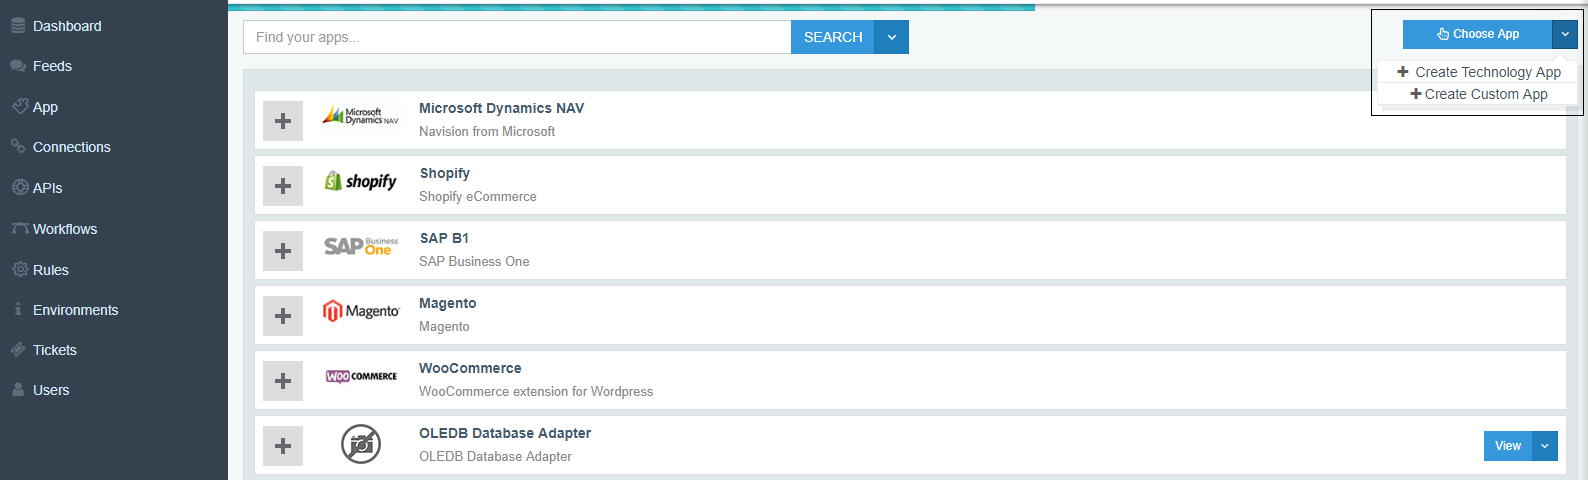 Dashboard
Feeds
App
Connections
APIs
Workflows
Rules
Environments
Tickets
Users
Find your apps...
SEARCH
Choose App
Create Technology App
Create Custom App
Microsoft Dynamics NAV
Microsoft Dynamics NAV
Navision from Microsoft
shopify
Shopify
Shopify eCommerce
SAP Business One
SAP B1
SAP Business One
Magento
Magento
Magento
WOO COMMERCE
WooCommerce
WooCommerce extension for Wordpress
OLEDB Database Adapter
OLEDB Database Adapter
View